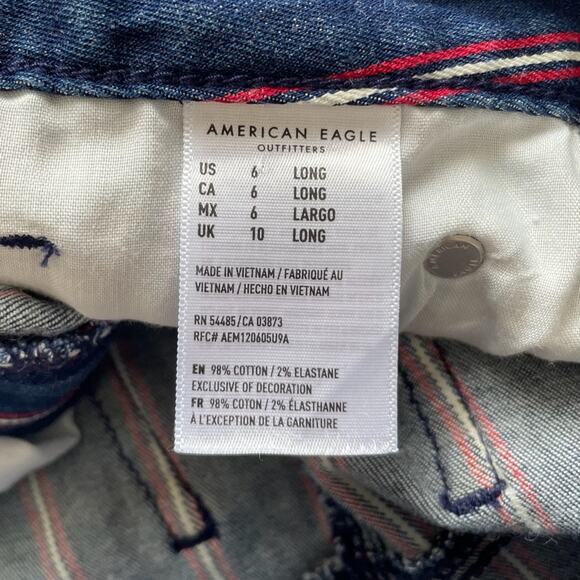 AMERICAN EAGLE
OUTFITTERS
US 6 LONG
CA 6 LONG
MX 6 LARGO
UK 10 LONG
MADE IN VIETNAM / FABRIQUÉ AU
VIETNAM / HECHO EN VIETNAM
RN 54485/CA 03873
RFC# AEM120605U9A
EN 98% COTTON / 2% ELASTANE
EXCLUSIVE OF DECORATION
FR 98% COTON / 2% ÉLASTHANNE
À L'EXCEPTION DE LA GARNITURE
AMERICAN